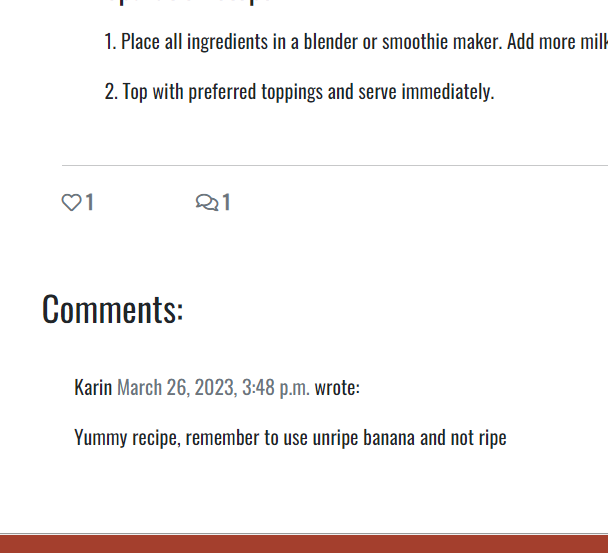 1. Place all ingredients in a blender or smoothie maker. Add more milk
2. Top with preferred toppings and serve immediately.
1 1
Comments:
Karin March 26, 2023, 3:48 p.m. wrote:
Yummy recipe, remember to use unripe banana and not ripe